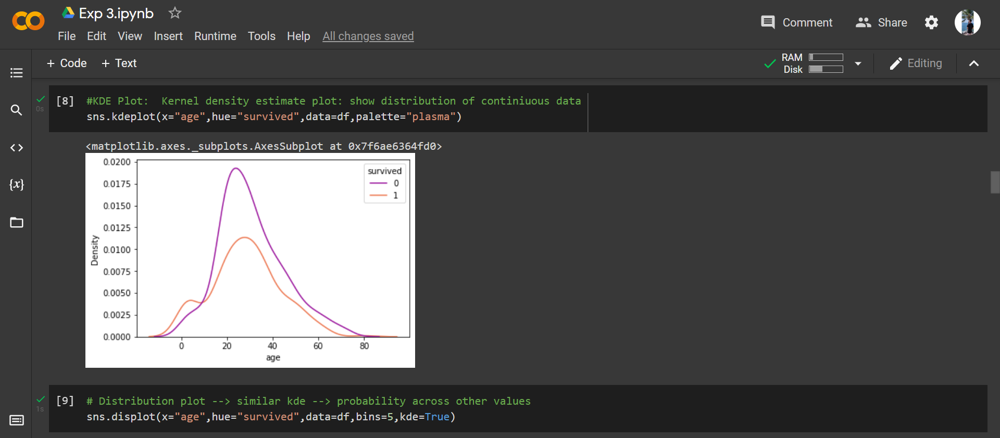 Exp 3.ipynb
File Edit View Insert Runtime Tools Help All changes saved
Comment Share
+ Code + Text
RAM
Disk
Editing
{x}
[8] #KDE Plot:  Kernel density estimate plot: show distribution of continiuous data
0s
sns.kdeplot(x="age",hue="survived",data=df,palette="plasma")
<matplotlib.axes._subplots.AxesSubplot at 0x7f6ae6364fd0>
0.0200
0.0175
0.0150
0.0125
0.0100
0.0075
0.0050
0.0025
0.0000
Density
survived
0
1
0 20 40 60 80
age
[9] # Distribution plot --> similar kde --> probability across other values
1s
sns.displot(x="age",hue="survived",data=df,bins=5,kde=True)